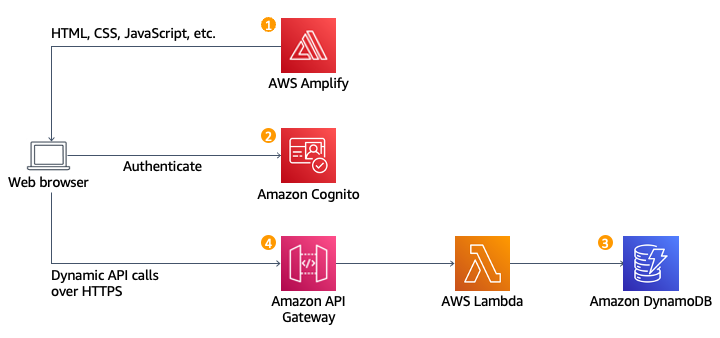 1
HTML, CSS, JavaScript, etc.
AWS Amplify
2
Authenticate
Web browser
Amazon Cognito
4
3
Dynamic API calls
over HTTPS
Amazon API
Gateway
AWS Lambda
Amazon DynamoDB